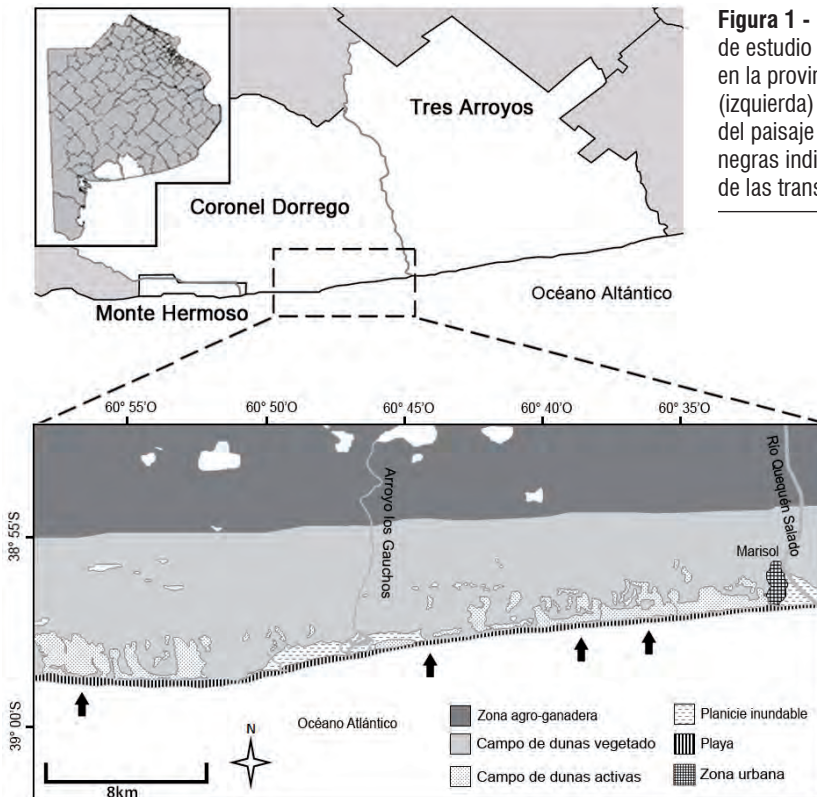 Figura 1 -
de estudio
en la provin
(izquierda)
del paisaje
negras indi
de las trans
Tres Arroyos
Coronel Dorrego
Monte Hermoso
Océano Altántico
60° 55'O
60° 50'O
60° 45'O
60° 40'O
60° 35'O
38° 55'S
39° 00'S
Arroyo los Gauchos
Río Quequén Salado
Marisol
Océano Atlántico
N
8km
Zona agro-ganadera
Campo de dunas vegetado
Campo de dunas activas
Planicie inundable
Playa
Zona urbana